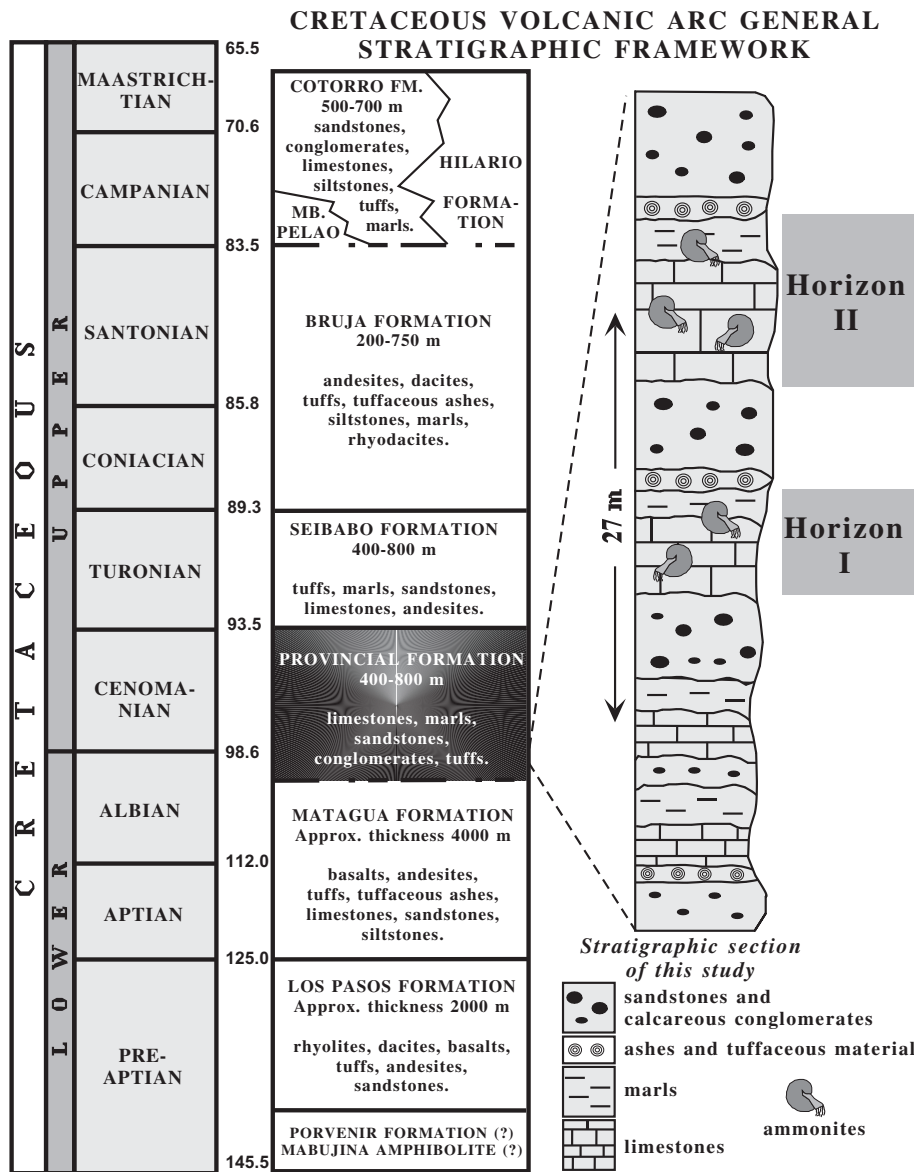 CRETACEOUS VOLCANIC ARC GENERAL
STRATIGRAPHIC FRAMEWORK
CRETACEOUS
UPPER
LOWER
MAASTRICH-
TIAN
CAMPANIAN
SANTONIAN
CONIACIAN
TURONIAN
CENOMA-
NIAN
ALBIAN
APTIAN
PRE-
APTIAN
65.5
70.6
83.5
85.8
89.3
93.5
98.6
112.0
125.0
145.5
COTORRO FM.
500-700 m
sandstones,
conglomerates,
limestones,
siltstones,
tuffs,
marls.
MB.
PELAO
HILARIO
FORMA-
TION
BRUJA FORMATION
200-750 m
andesites, dacites,
tuffs, tuffaceous ashes,
siltstones, marls,
rhyodacites.
SEIBABO FORMATION
400-800 m
tuffs, marls, sandstones,
limestones, andesites.
PROVINCIAL FORMATION
400-800 m
limestones, marls,
sandstones,
conglomerates, tuffs.
MATAGUA FORMATION
Approx. thickness 4000 m
basalts, andesites,
tuffs, tuffaceous ashes,
limestones, sandstones,
siltstones.
LOS PASOS FORMATION
Approx. thickness 2000 m
rhyolites, dacites, basalts,
tuffs, andesites,
sandstones.
PORVENIR FORMATION (?)
MABUJINA AMPHIBOLITE (?)
27 m
Horizon
II
Horizon
I
Stratigraphic section
of this study
sandstones and
calcareous conglomerates
ashes and tuffaceous material
marls
limestones
ammonites